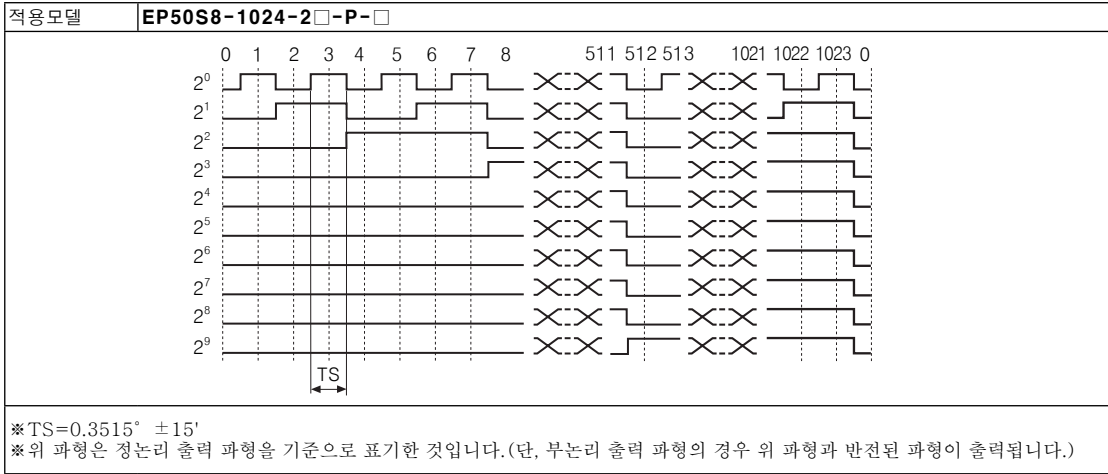 적용모델 EP50S8-1024-2□-P-□
0 1 2 3 4 5 6 7 8 511 512 513 1021 1022 1023 0
2⁰
2¹
2²
2³
2⁴
2⁵
2⁶
2⁷
2⁸
2⁹
TS
※TS=0.3515° ±15'
※위 파형은 정논리 출력 파형을 기준으로 표기한 것입니다.(단, 부논리 출력 파형의 경우 위 파형과 반전된 파형이 출력됩니다.)